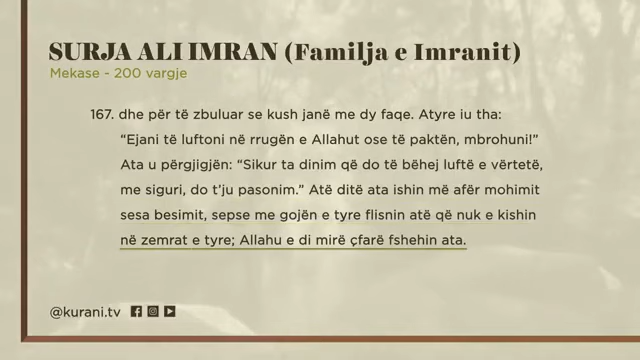 SURJA ALI IMRAN (Familja e Imranit)
Mekase - 200 vargje
167. dhe për të zbuluar se kush janë me dy faqe. Atyre iu tha:
“Ejani të luftoni në rrugën e Allahut ose të paktën, mbrohuni!”
Ata u përgjigjën: “Sikur ta dinim që do të bëhej luftë e vërtetë,
me siguri, do t’ju pasonim.” Atë ditë ata ishin më afër mohimit
sesa besimit, sepse me gojën e tyre flisnin atë që nuk e kishin
në zemrat e tyre; Allahu e di mirë çfarë fshehin ata.
@kurani.tv